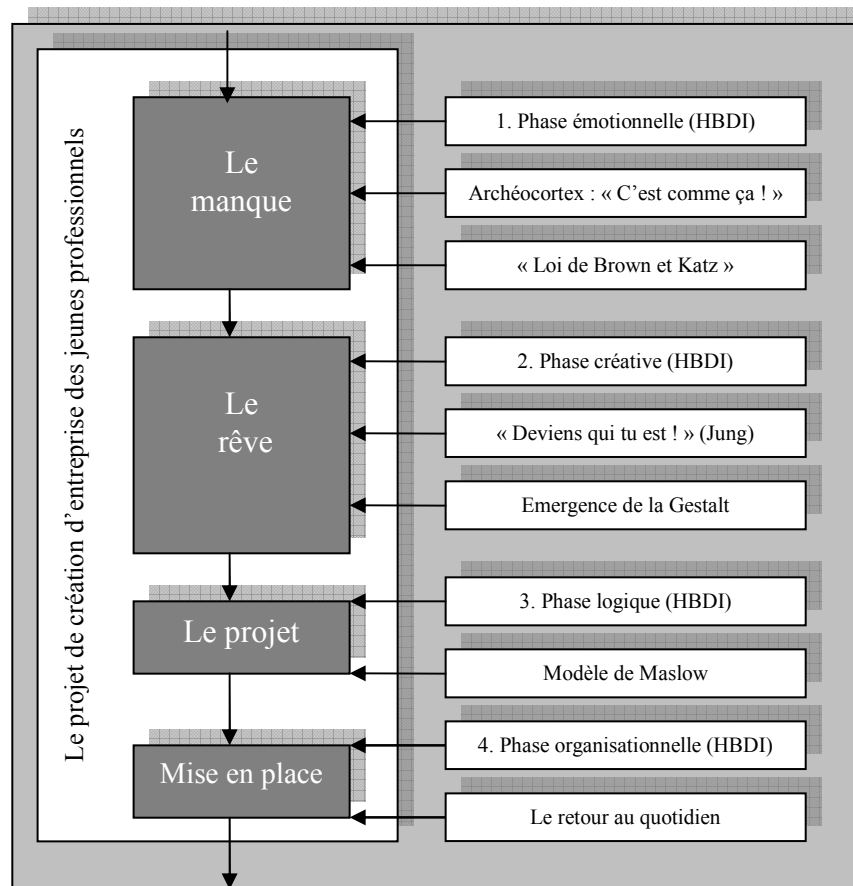 Le projet de création d’entreprise des jeunes professionnels
Le
manque
1. Phase émotionnelle (HBDI)
Archéocortex : « C’est comme ça ! »
« Loi de Brown et Katz »
Le
rêve
2. Phase créative (HBDI)
« Deviens qui tu est ! » (Jung)
Emergence de la Gestalt
Le projet
3. Phase logique (HBDI)
Modèle de Maslow
Mise en place
4. Phase organisationnelle (HBDI)
Le retour au quotidien